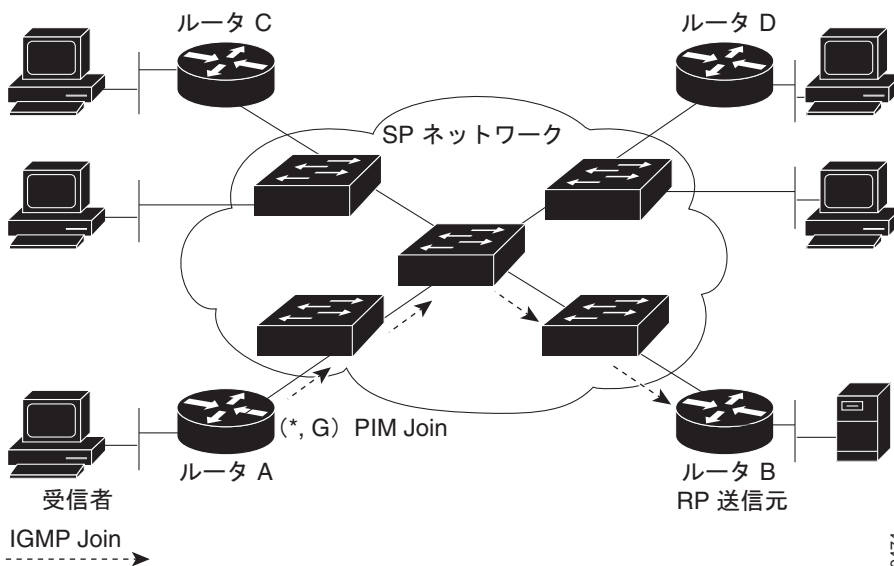 ルータ C
ルータ D
SP ネットワーク
(*, G) PIM Join
ルータ A
受信者
ルータ B
RP 送信元
IGMP Join